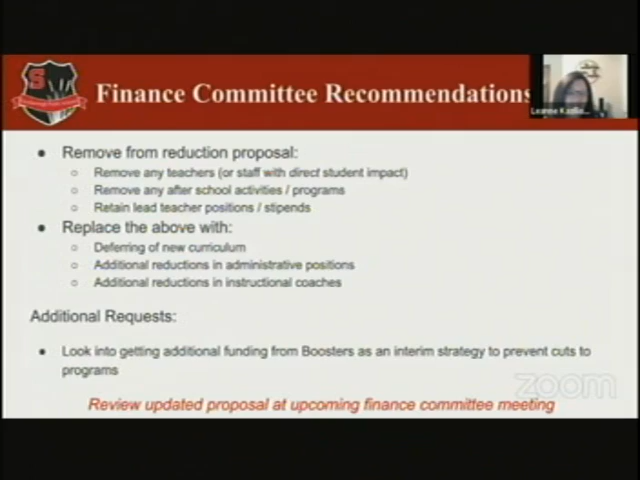 S
Finance Committee Recommendations
Leanne
● Remove from reduction proposal:
○ Remove any teachers (or staff with direct student impact)
○ Remove any after school activities / programs
○ Retain lead teacher positions / stipends
● Replace the above with:
○ Deferring of new curriculum
○ Additional reductions in administrative positions
○ Additional reductions in instructional coaches
Additional Requests:
● Look into getting additional funding from Boosters as an interim strategy to prevent cuts to
programs
zoom
Review updated proposal at upcoming finance committee meeting